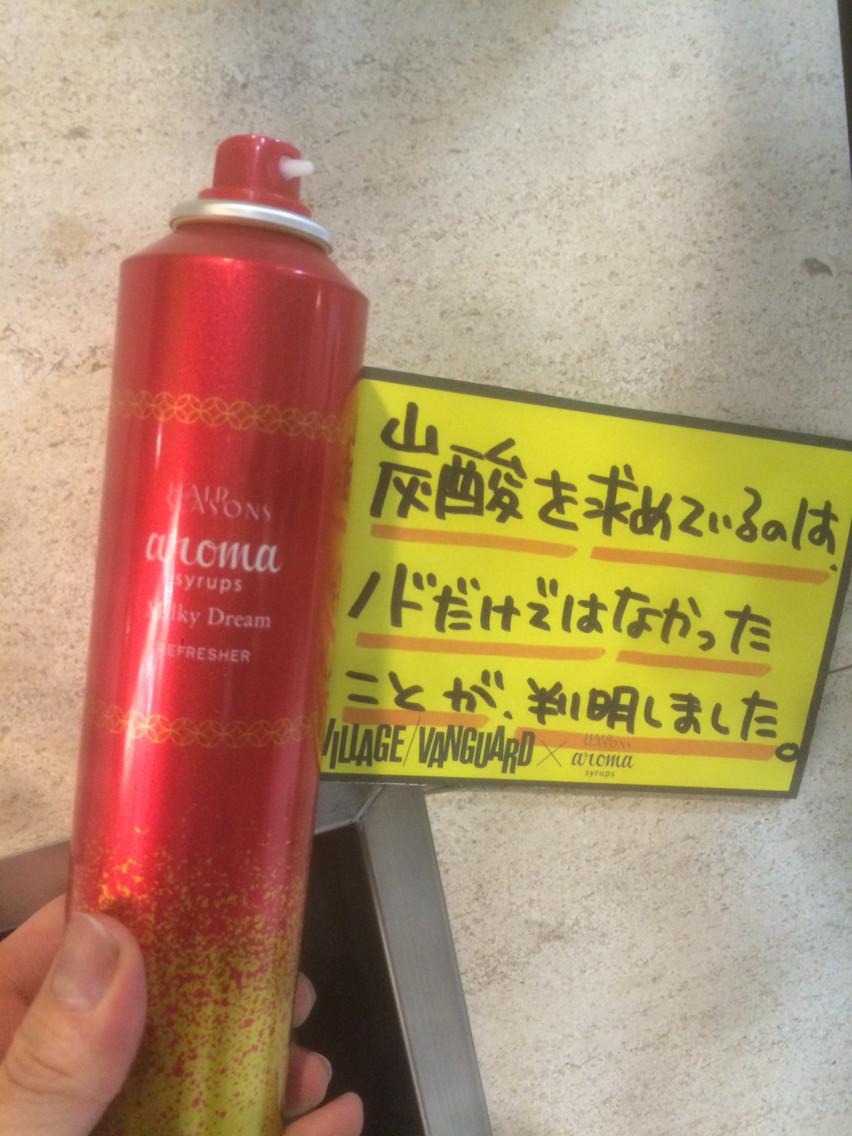 HAIR
SEASONS
aroma
syrups
Milky Dream
REFRESHER
炭酸を求めているのは、
ノドだけではなかった
ことが、判明しました。
VILLAGE/VANGUARD × aroma
syrups